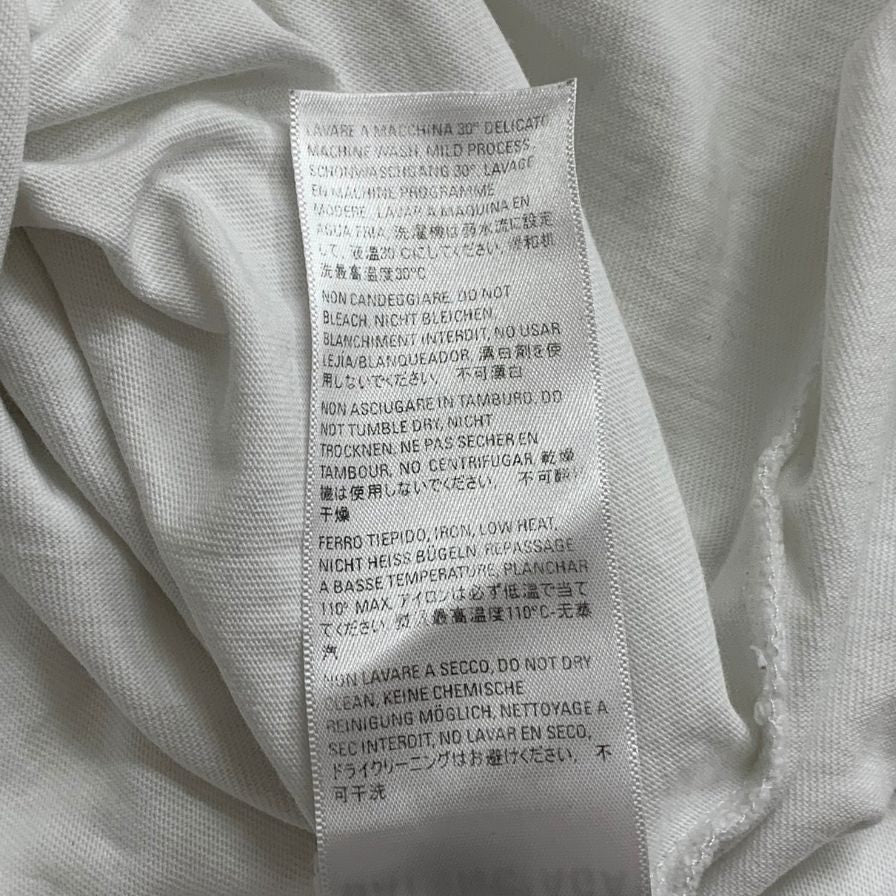 LAVARE A MACCHINA 30° DELICATO
MACHINE WASH, MILD PROCESS,
SCHONWASCHGANG 30°, LAVAGE
EN MACHINE PROGRAMME
MODERE, LAVAR A MAQUINA EN
AGUA FRIA, 洗濯機は弱水流に設定
して、液温30℃にしてください, 缓和机
洗最高温度30°C
NON CANDEGGIARE, DO NOT
BLEACH, NICHT BLEICHEN,
BLANCHIMENT INTERDIT, NO USAR
LEJIA/BLANQUEADOR, 漂白剤を使
用しないでください, 不可漂白
NON ASCIUGARE IN TAMBURO, DO
NOT TUMBLE DRY, NICHT
TROCKNEN, NE PAS SECHER EN
TAMBOUR, NO CENTRIFUGAR, 乾燥
機は使用しないでください, 不可翻
干燥
FERRO TIEPIDO, IRON, LOW HEAT,
NICHT HEISS BÜGELN, REPASSAGE
A BASSE TEMPERATURE, PLANCHAR
110° MAX, アイロンは必ず低温で当て
てください, 最高温度110°C-无蒸
汽
NON LAVARE A SECCO, DO NOT DRY
CLEAN, KEINE CHEMISCHE
REINIGUNG MÖGLICH, NETTOYAGE A
SEC INTERDIT, NO LAVAR EN SECO,
ドライクリーニングはお避けください, 不
可干洗